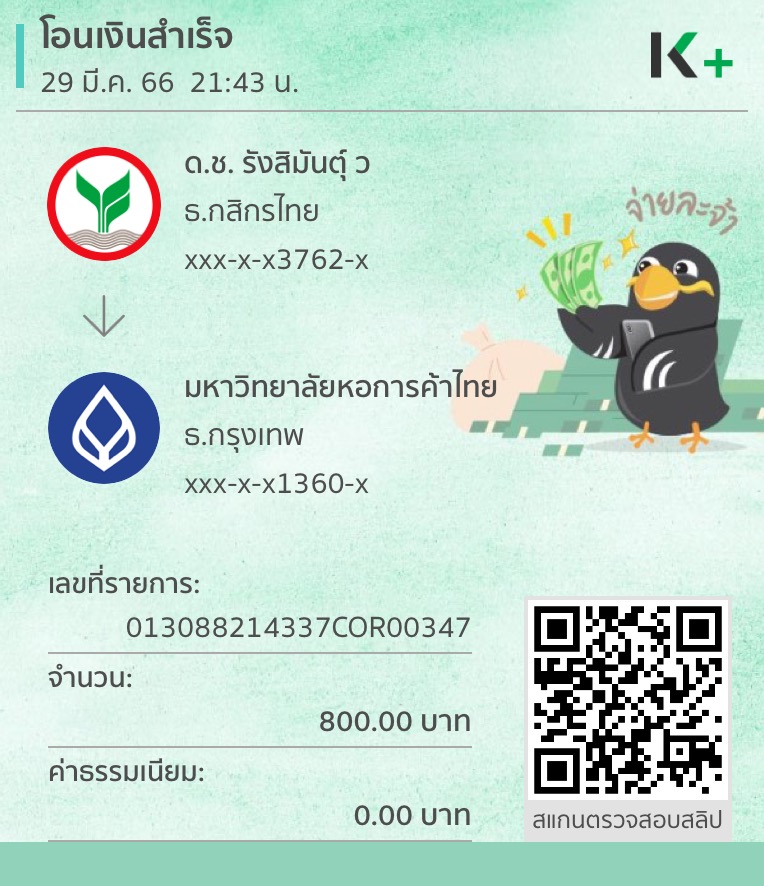 โอนเงินสำเร็จ
29 มี.ค. 66 21:43 น.
K+
ด.ช. รังสิมันตุ์ ว
ธ.กสิกรไทย
xxx-x-x3762-x
จ่ายละจ้า
มหาวิทยาลัยหอการค้าไทย
ธ.กรุงเทพ
xxx-x-x1360-x
เลขที่รายการ:
013088214337COR00347
จำนวน:
800.00 บาท
ค่าธรรมเนียม:
0.00 บาท
สแกนตรวจสอบสลิป